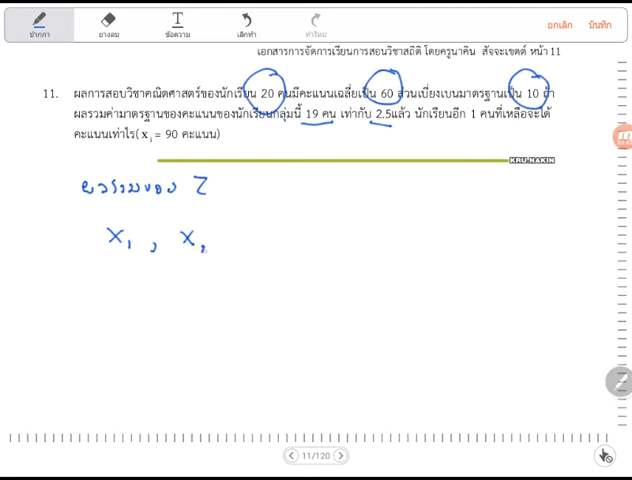 ปากกา ยางลบ ข้อความ เลิกทำ ทำใหม่ ยกเลิก บันทึก
เอกสารการจัดการเรียนการสอนวิชาสถิติ โดยครูนาคิน สัจจะเขตต์ หน้า 11
11. ผลการสอบวิชาคณิตศาสตร์ของนักเรียน 20 คนมีคะแนนเฉลี่ยเป็น 60 ส่วนเบี่ยงเบนมาตรฐานเป็น 10 ถ้า
ผลรวมค่ามาตรฐานของคะแนนของนักเรียนกลุ่มนี้ 19 คน เท่ากับ 2.5แล้ว นักเรียนอีก 1 คนที่เหลือจะได้
คะแนนเท่าไร( x i = 90 คะแนน)
KRU.NAKIN
ผลรวมของ Z
x₁ , x₂
11/120